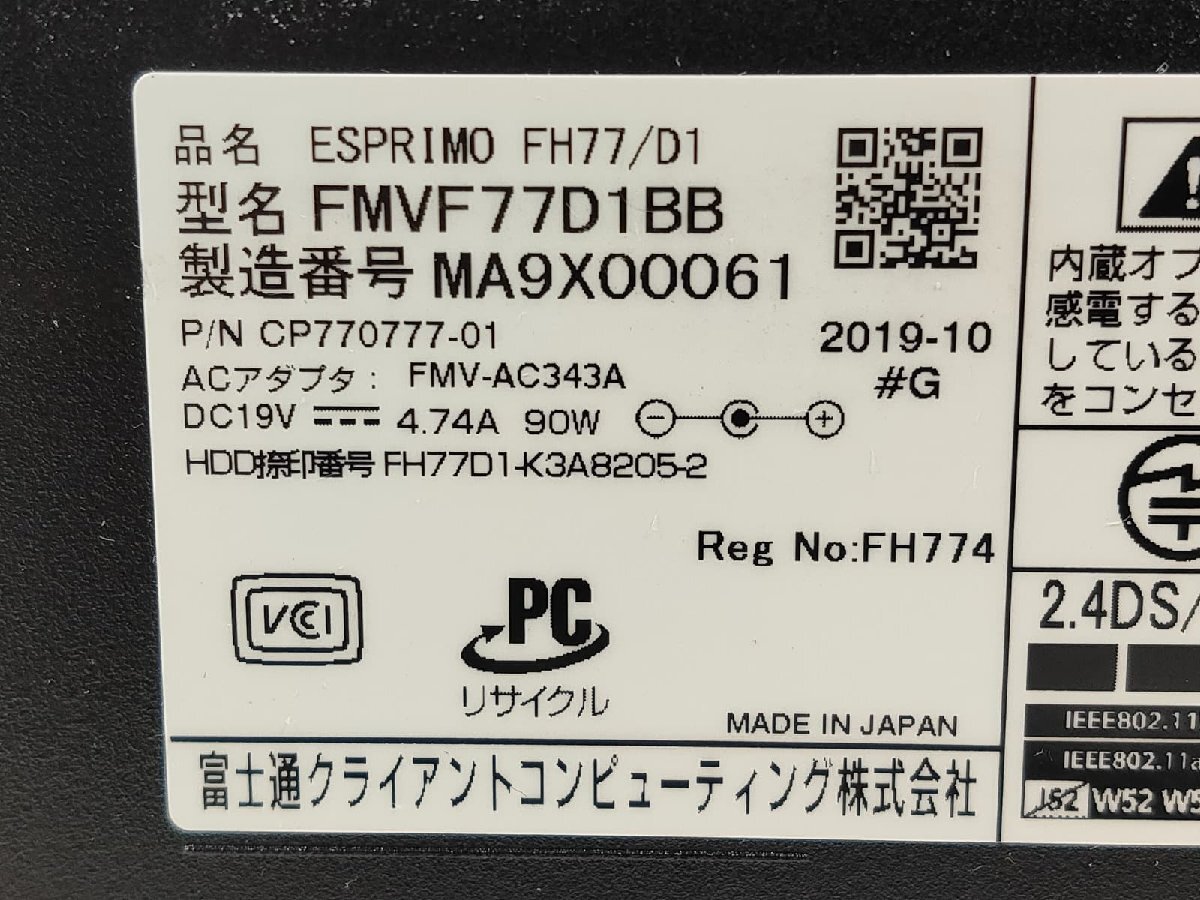 品名 ESPRIMO FH77/D1
型名 FMVF77D1BB
製造番号 MA9X00061
P/N CP770777-01
2019-10
ACアダプタ： FMV-AC343A
#G
DC19V 4.74A 90W
HDD捺印番号 FH77D1-K3A8205-2
Reg No:FH774
VCCI
PC
リサイクル
MADE IN JAPAN
富士通クライアントコンピューティング株式会社
内蔵オプ
感電する
している
をコンセ
2.4DS/
IEEE802.11
IEEE802.11a
J52 W52 W5